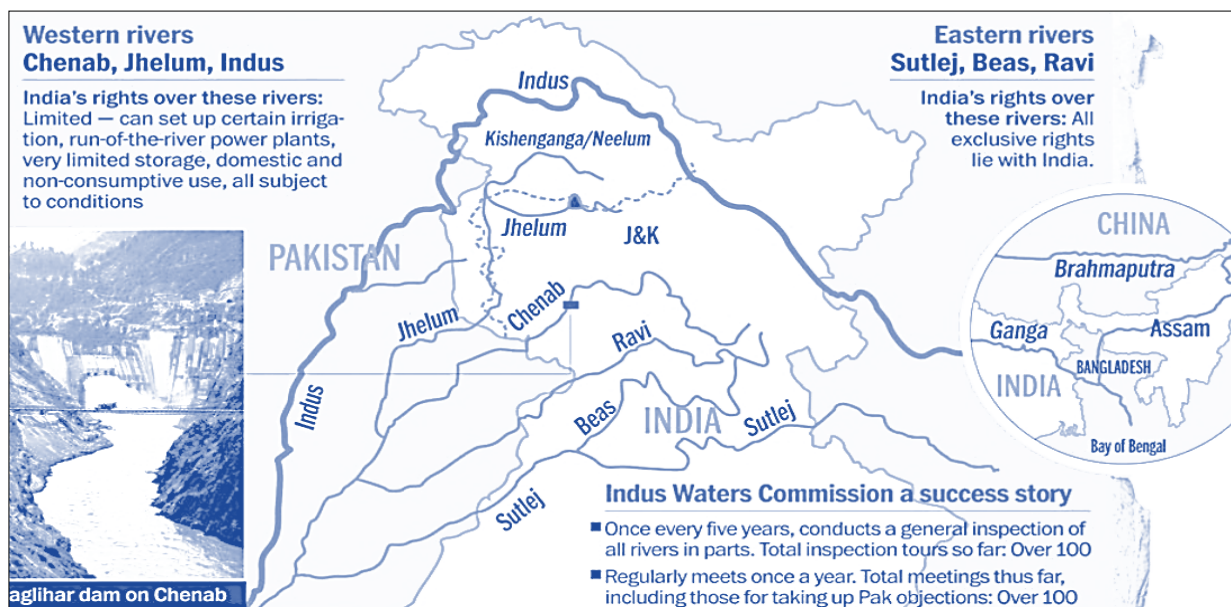 Western rivers
Chenab, Jhelum, Indus
India's rights over these rivers:
Limited — can set up certain irriga-
tion, run-of-the-river power plants,
very limited storage, domestic and
non-consumptive use, all subject
to conditions
Eastern rivers
Sutlej, Beas, Ravi
India's rights over
these rivers: All
exclusive rights
lie with India.
Indus
Kishenganga/Neelum
Jhelum
J&K
PAKISTAN
Chenab
Jhelum
Ravi
Indus
Beas
INDIA
Sutlej
Sutlej
CHINA
Brahmaputra
Ganga
Assam
BANGLADESH
INDIA
Bay of Bengal
aglihar dam on Chenab
Indus Waters Commission a success story
■ Once every five years, conducts a general inspection of
all rivers in parts. Total inspection tours so far: Over 100
■ Regularly meets once a year. Total meetings thus far,
including those for taking up Pak objections: Over 100